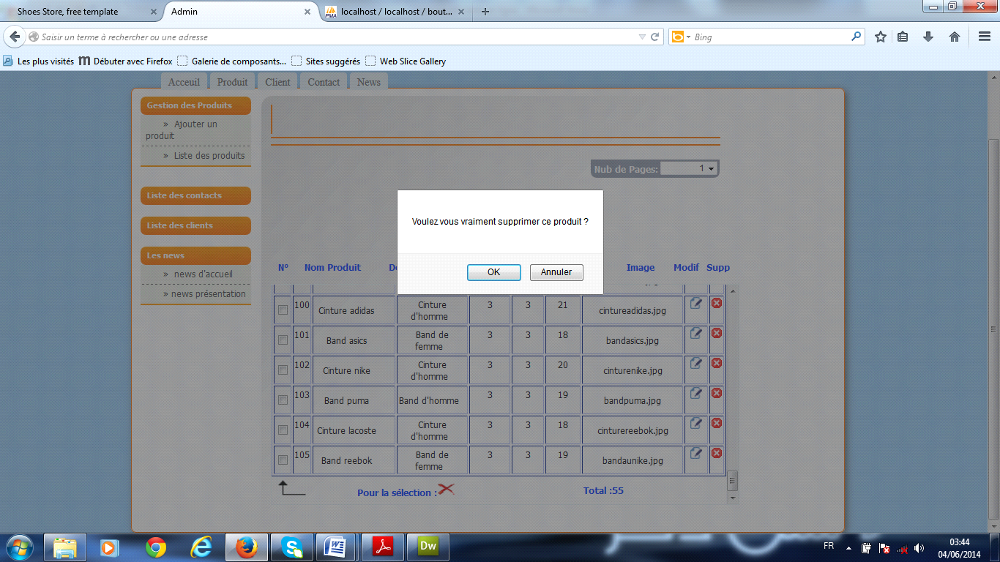 Shoes Store, free template
Admin
localhost / localhost / bout...
Saisir un terme à rechercher ou une adresse
Bing
Les plus visités
Débuter avec Firefox
Galerie de composants...
Sites suggérés
Web Slice Gallery
Acceuil
Produit
Client
Contact
News
Gestion des Produits
» Ajouter un
produit
» Liste des produits
Liste des contacts
Liste des clients
Les news
» news d'accueil
» news présentation
Nub de Pages: 1
Voulez vous vraiment supprimer ce produit ?
OK Annuler
N° Nom Produit Image Modif Supp
100 Cinture adidas Cinture d'homme 3 3 21 cintureadidas.jpg
101 Band asics Band de femme 3 3 18 bandasics.jpg
102 Cinture nike Cinture d'homme 3 3 20 cinturenike.jpg
103 Band puma Band d'homme 3 3 19 bandpuma.jpg
104 Cinture lacoste Cinture d'homme 3 3 18 cinturereebok.jpg
105 Band reebok Band de femme 3 3 19 bandaunike.jpg
Pour la sélection :
Total :55
FR
03:44
04/06/2014